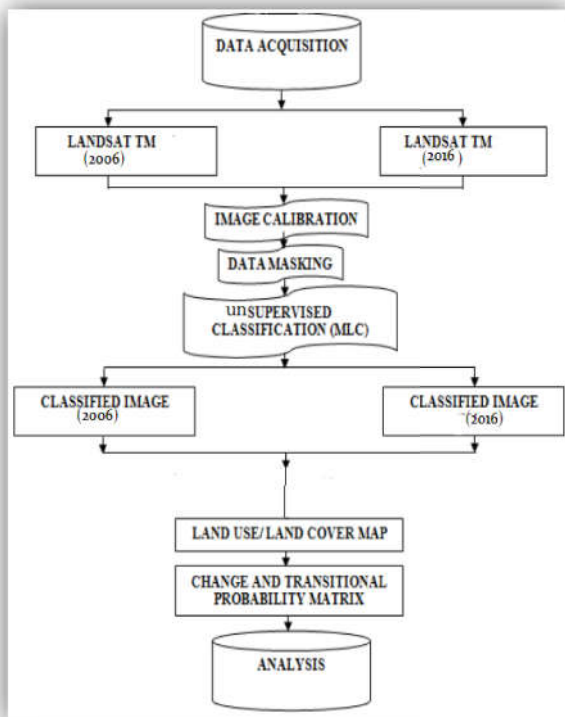 DATA ACQUISITION
LANDSAT TM
(2006)
LANDSAT TM
(2016)
IMAGE CALIBRATION
DATA MASKING
unSUPERVISED
CLASSIFICATION (MLC)
CLASSIFIED IMAGE
(2006)
CLASSIFIED IMAGE
(2016)
LAND USE/ LAND COVER MAP
CHANGE AND TRANSITIONAL
PROBABILITY MATRIX
ANALYSIS